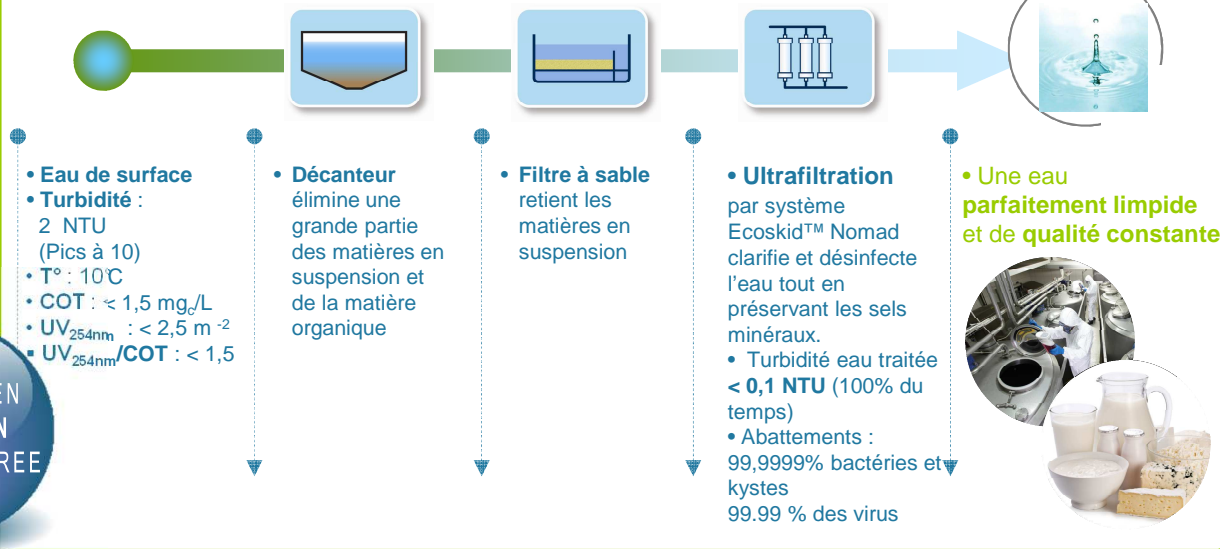 • Eau de surface
• Turbidité :
2 NTU
(Pics à 10)
• T° : 10°C
• COT : < 1,5 mgc/L
• UV254nm : < 2,5 m -2
▪ UV254nm/COT : < 1,5
EN
N
REE
• Décanteur
élimine une
grande partie
des matières en
suspension et
de la matière
organique
• Filtre à sable
retient les
matières en
suspension
• Ultrafiltration
par système
Ecoskid™ Nomad
clarifie et désinfecte
l'eau tout en
préservant les sels
minéraux.
• Turbidité eau traitée
< 0,1 NTU (100% du
temps)
• Abattements :
99,9999% bactéries et
kystes
99.99 % des virus
• Une eau
parfaitement limpide
et de qualité constante